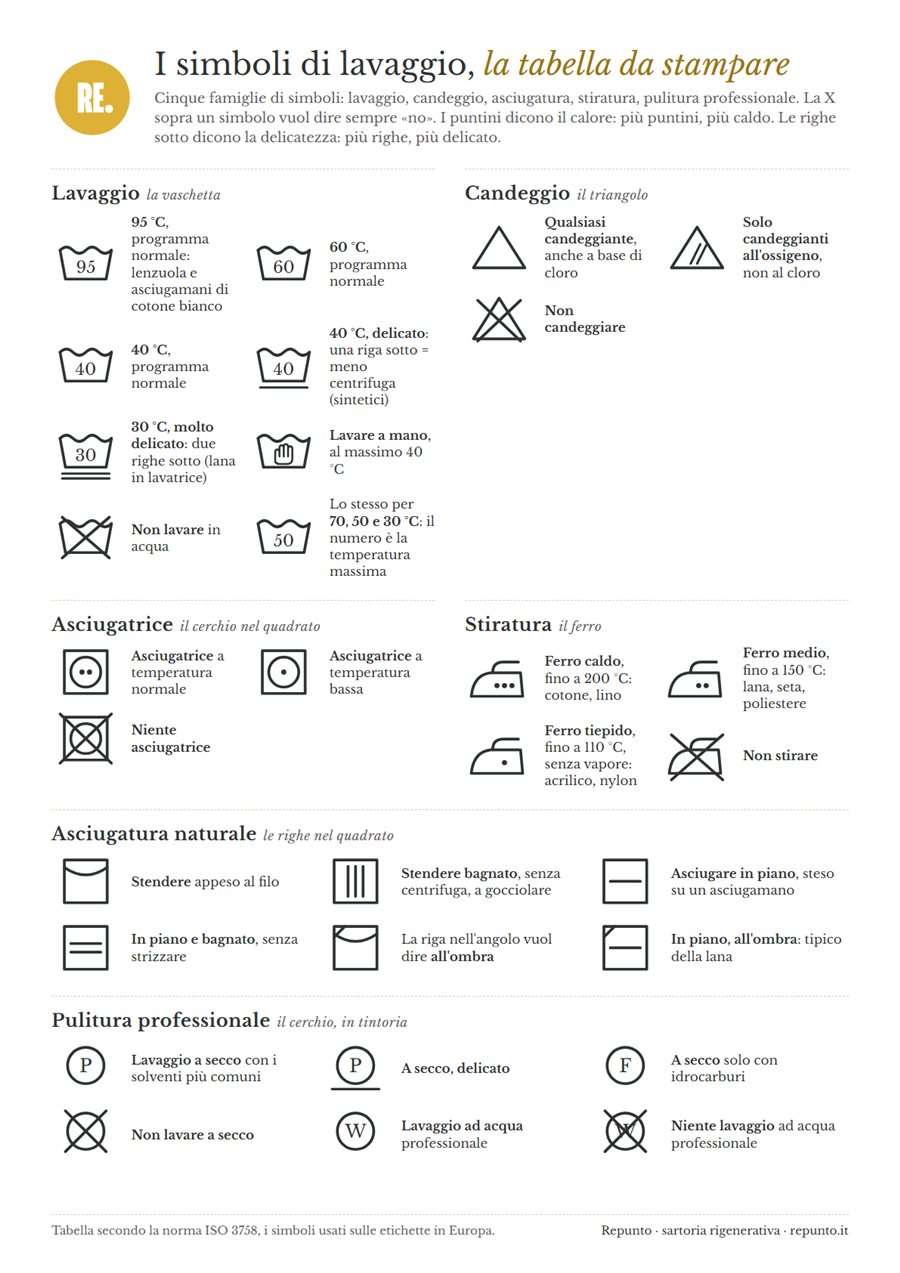 RE.
I simboli di lavaggio, la tabella da stampare
Cinque famiglie di simboli: lavaggio, candeggio, asciugatura, stiratura, pulitura professionale. La X
sopra un simbolo vuol dire sempre «no». I puntini dicono il calore: più puntini, più caldo. Le righe
sotto dicono la delicatezza: più righe, più delicato.
Lavaggio la vaschetta
95
95 °C,
programma
normale:
lenzuola e
asciugamani di
cotone bianco
60
60 °C,
programma
normale
40
40 °C,
programma
normale
40
40 °C, delicato:
una riga sotto =
meno
centrifuga
(sintetici)
30
30 °C, molto
delicato: due
righe sotto (lana
in lavatrice)
Lavare a mano,
al massimo 40
°C
Non lavare in
acqua
50
Lo stesso per
70, 50 e 30 °C: il
numero è la
temperatura
massima
Candeggio il triangolo
Qualsiasi
candeggiante,
anche a base di
cloro
Solo
candeggianti
all'ossigeno,
non al cloro
Non
candeggiare
Asciugatrice il cerchio nel quadrato
Asciugatrice a
temperatura
normale
Asciugatrice a
temperatura
bassa
Niente
asciugatrice
Stiratura il ferro
Ferro caldo,
fino a 200 °C:
cotone, lino
Ferro medio,
fino a 150 °C:
lana, seta,
poliestere
Ferro tiepido,
fino a 110 °C,
senza vapore:
acrilico, nylon
Non stirare
Asciugatura naturale le righe nel quadrato
Stendere appeso al filo
Stendere bagnato, senza
centrifuga, a gocciolare
Asciugare in piano, steso
su un asciugamano
In piano e bagnato, senza
strizzare
La riga nell'angolo vuol
dire all'ombra
In piano, all'ombra: tipico
della lana
Pulitura professionale il cerchio, in tintoria
P
Lavaggio a secco con i
solventi più comuni
P
A secco, delicato
F
A secco solo con
idrocarburi
Non lavare a secco
W
Lavaggio ad acqua
professionale
W
Niente lavaggio ad acqua
professionale
Tabella secondo la norma ISO 3758, i simboli usati sulle etichette in Europa.
Repunto · sartoria rigenerativa · repunto.it